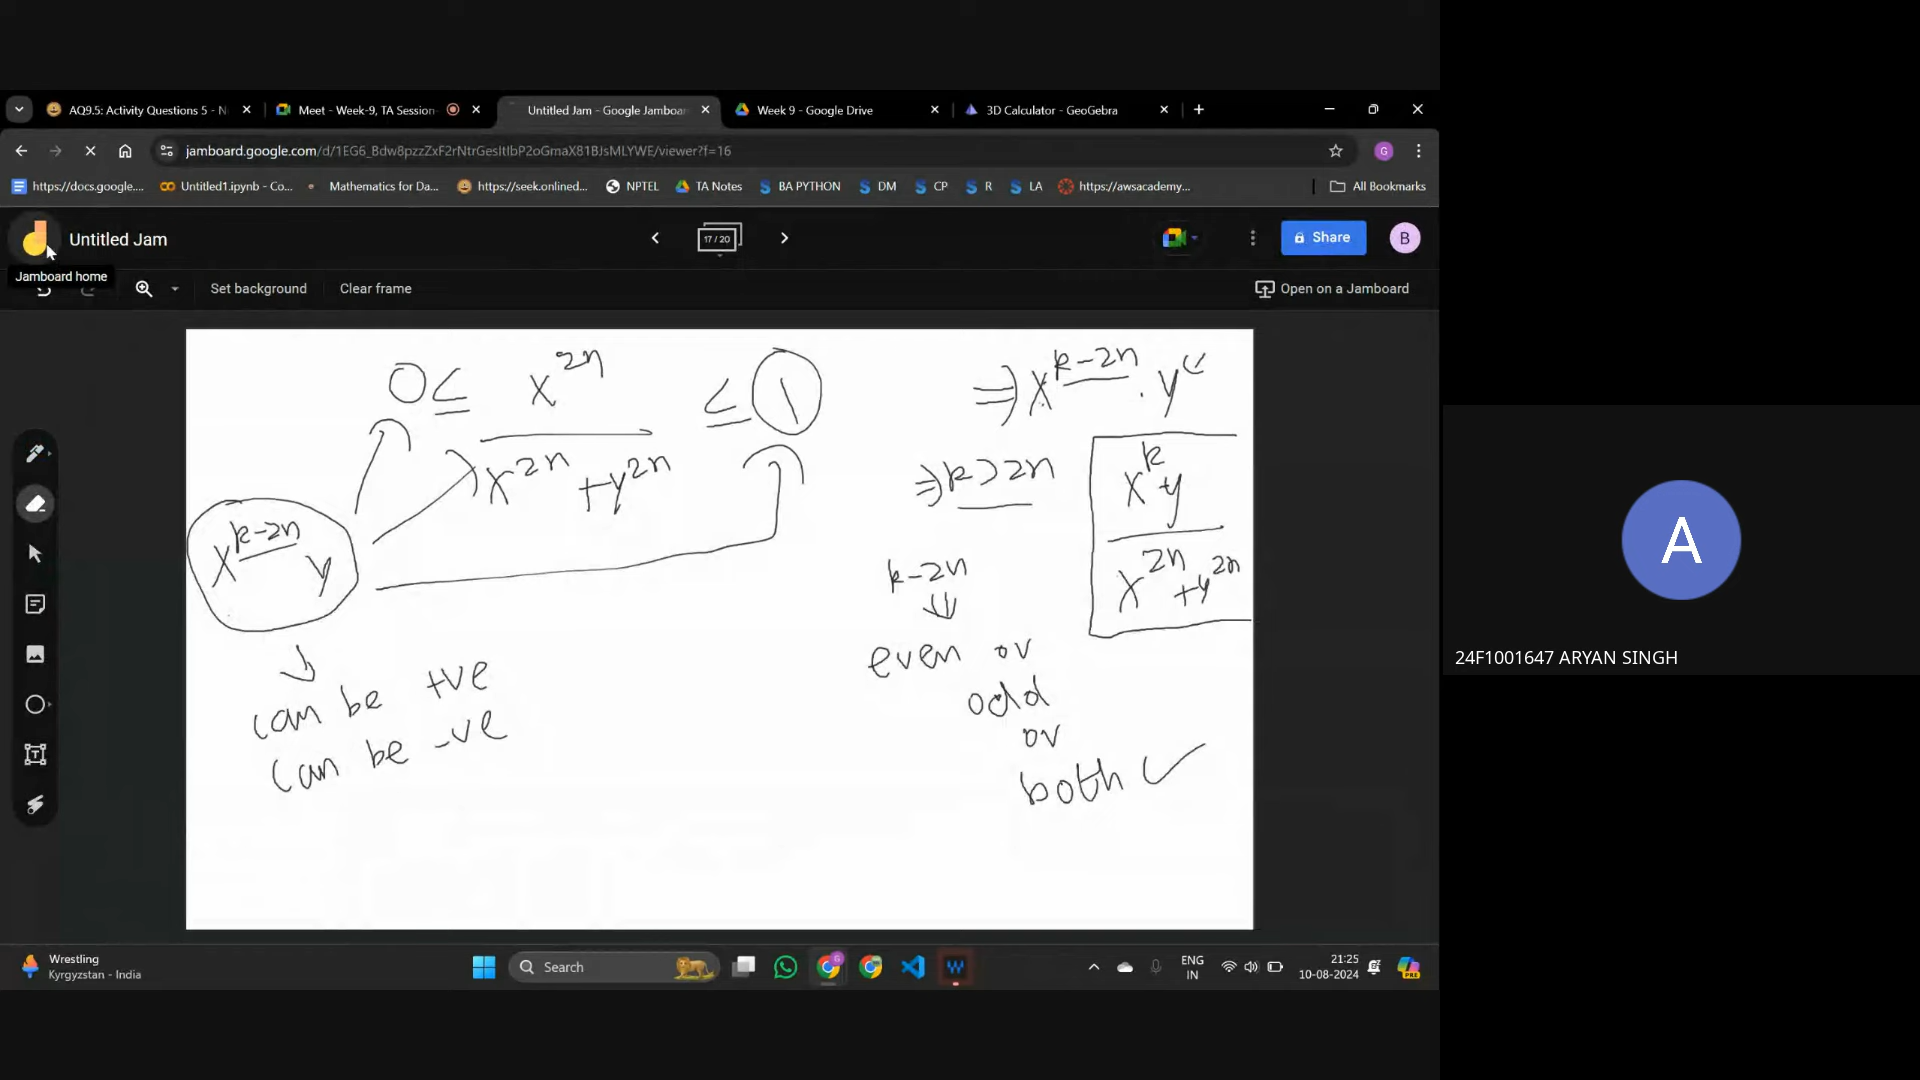 AQ9.5: Activity Questions 5 - N
Meet - Week-9, TA Session
Untitled Jam - Google Jamboar
Week 9 - Google Drive
3D Calculator - GeoGebra
jamboard.google.com/d/1EG6_Bdw8pzzZxF2rNtrGesItIbP2oGmaX81BJsMLYWE/viewer?f=16
G
https://docs.google....
Untitled1.ipynb - Co...
Mathematics for Da...
https://seek.onlined...
NPTEL
TA Notes
BA PYTHON
DM
CP
R
LA
https://awsacademy...
All Bookmarks
Untitled Jam
17 / 20
Share
B
Jamboard home
Set background
Clear frame
Open on a Jamboard
0 ≤ x^2n / (x^2n + y^2n) ≤ 1
⇒ x^k-2n . y
⇒ k > 2n
x^k y / (x^2n + y^2n)
x^k-2n y
k-2n
even or
odd
or
both ✓
can be +ve
can be -ve
A
24F1001647 ARYAN SINGH
Wrestling
Kyrgyzstan - India
Search
ENG
IN
21:25
10-08-2024
PRE